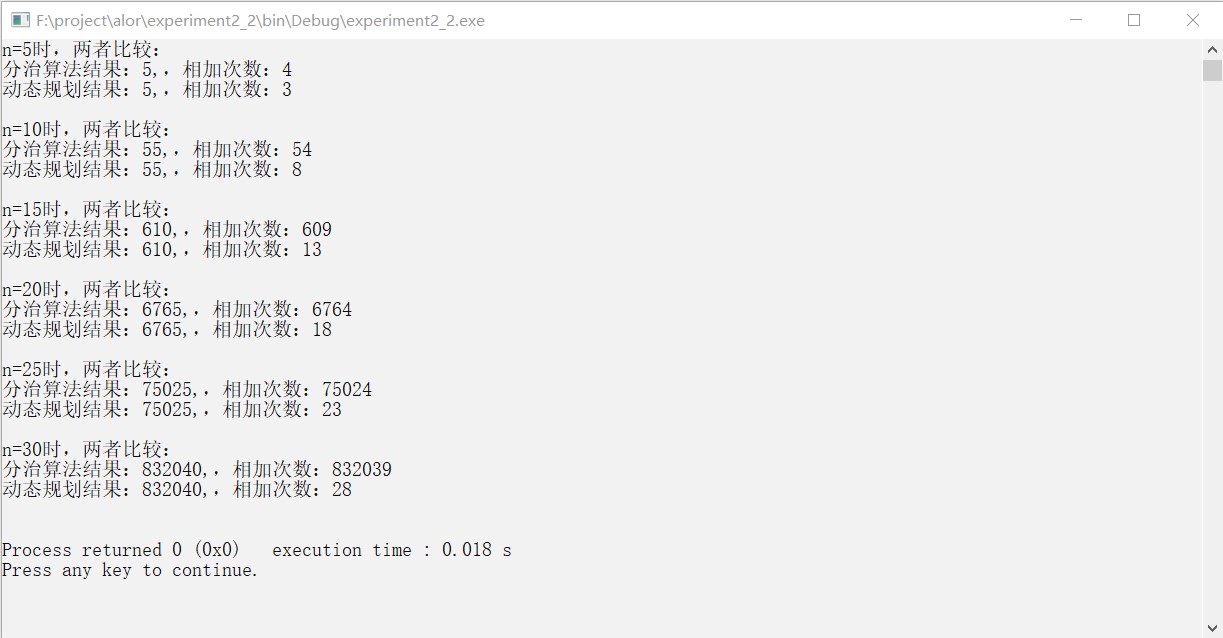 F:\project\alor\experiment2_2\bin\Debug\experiment2_2.exe
n=5时，两者比较：
分治算法结果：5,，相加次数：4
动态规划结果：5,，相加次数：3
n=10时，两者比较：
分治算法结果：55,，相加次数：54
动态规划结果：55,，相加次数：8
n=15时，两者比较：
分治算法结果：610,，相加次数：609
动态规划结果：610,，相加次数：13
n=20时，两者比较：
分治算法结果：6765,，相加次数：6764
动态规划结果：6765,，相加次数：18
n=25时，两者比较：
分治算法结果：75025,，相加次数：75024
动态规划结果：75025,，相加次数：23
n=30时，两者比较：
分治算法结果：832040,，相加次数：832039
动态规划结果：832040,，相加次数：28
Process returned 0 (0x0)   execution time : 0.018 s
Press any key to continue.